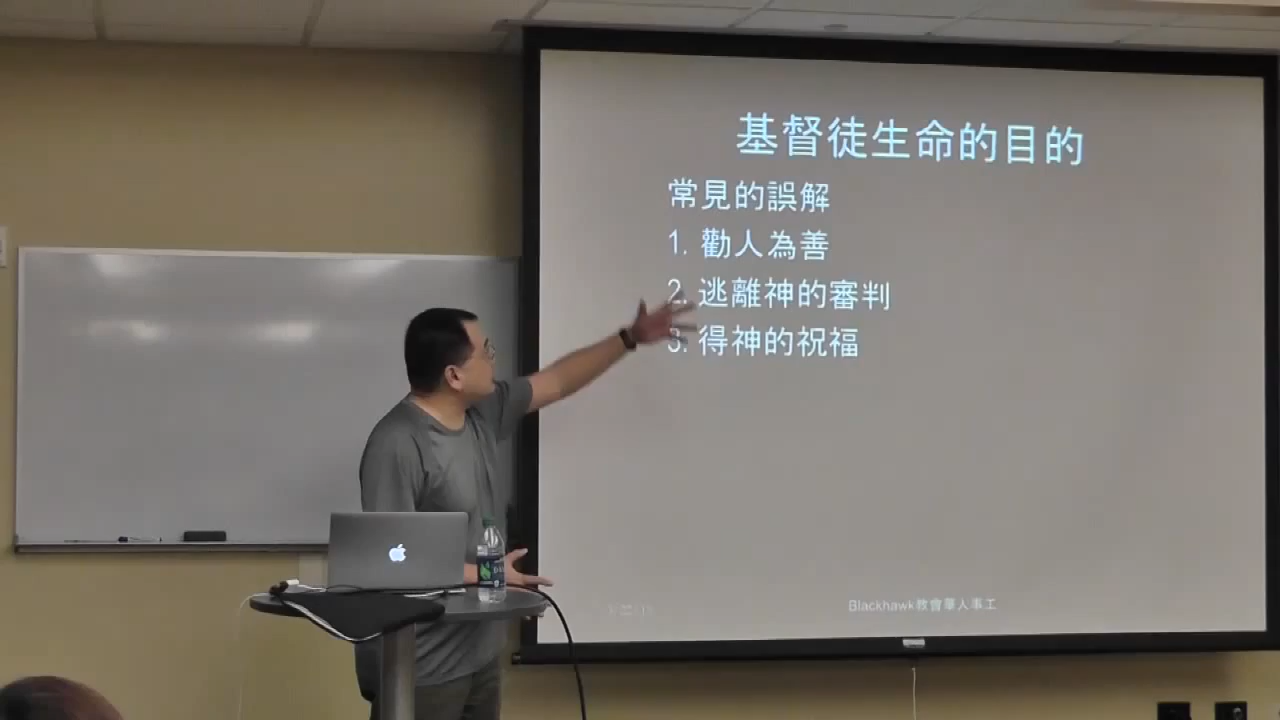 基督徒生命的目的
常見的誤解
1. 勸人為善
2. 逃離神的審判
3. 得神的祝福
Blackhawk教會華人事工